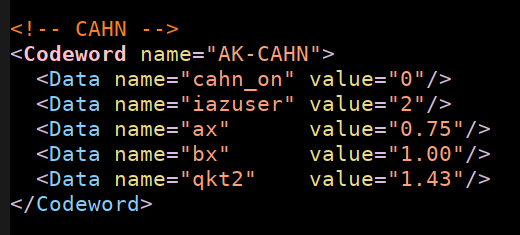 <!-- CAHN -->
<Codeword name="AK-CAHN">
  <Data name="cahn_on" value="0"/>
  <Data name="iazuser" value="2"/>
  <Data name="ax"      value="0.75"/>
  <Data name="bx"      value="1.00"/>
  <Data name="qkt2"    value="1.43"/>
</Codeword>